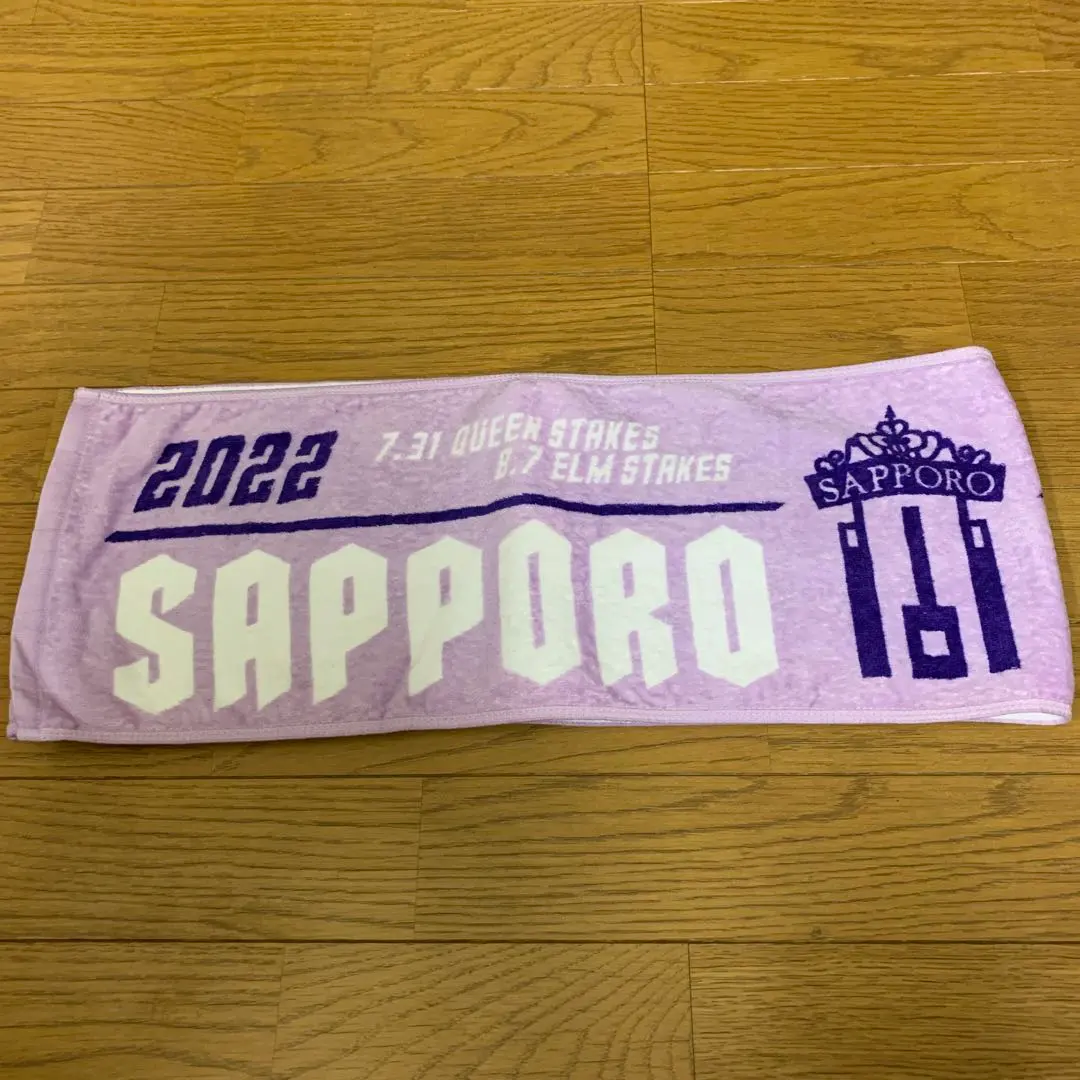 2022
7.31 QUEEN STAKES
8.7 ELM STAKES
SAPPORO
SAPPORO